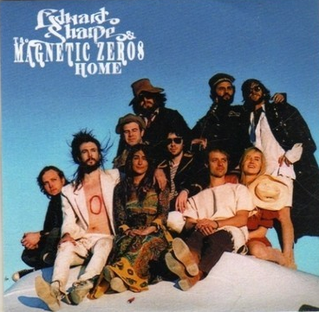 Edward
Sharpe &
The
MAGNETIC ZEROS
HOME